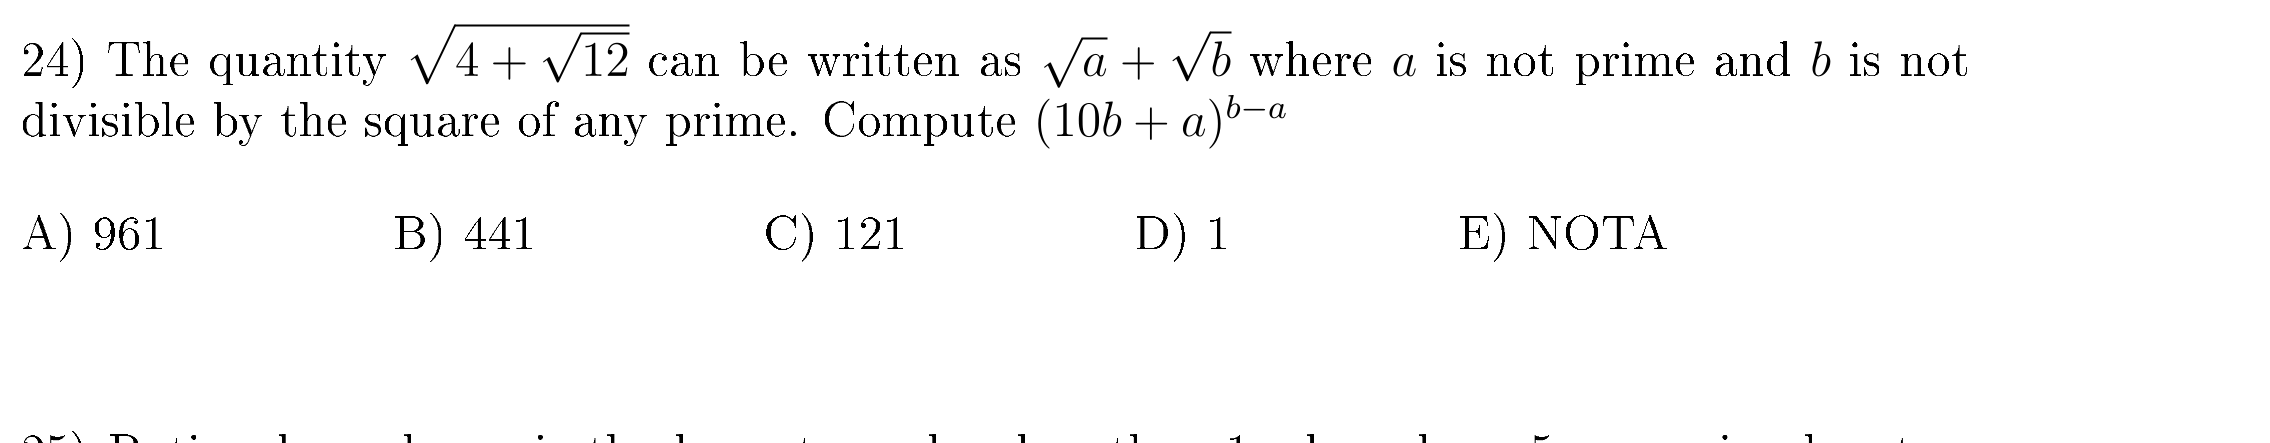 24) The quantity √(4 + √12) can be written as √a + √b where a is not prime and b is not
divisible by the square of any prime. Compute (10b + a)^(b−a)
A) 961 B) 441 C) 121 D) 1 E) NOTA